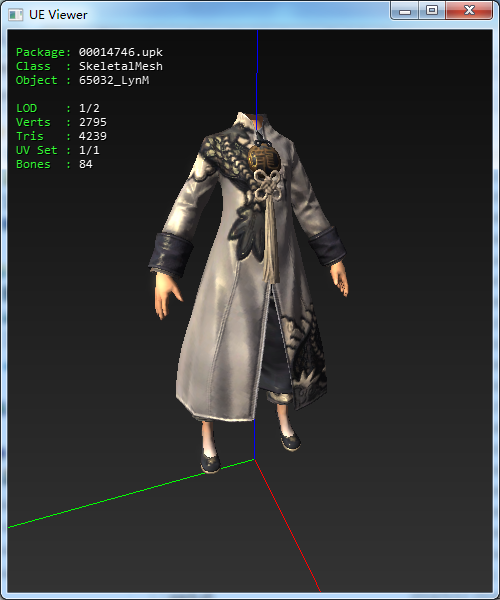 UE Viewer
Package: 00014746.upk
Class : SkeletalMesh
Object : 65032_LynM
LOD : 1/2
Verts : 2795
Tris : 4239
UV Set : 1/1
Bones : 84